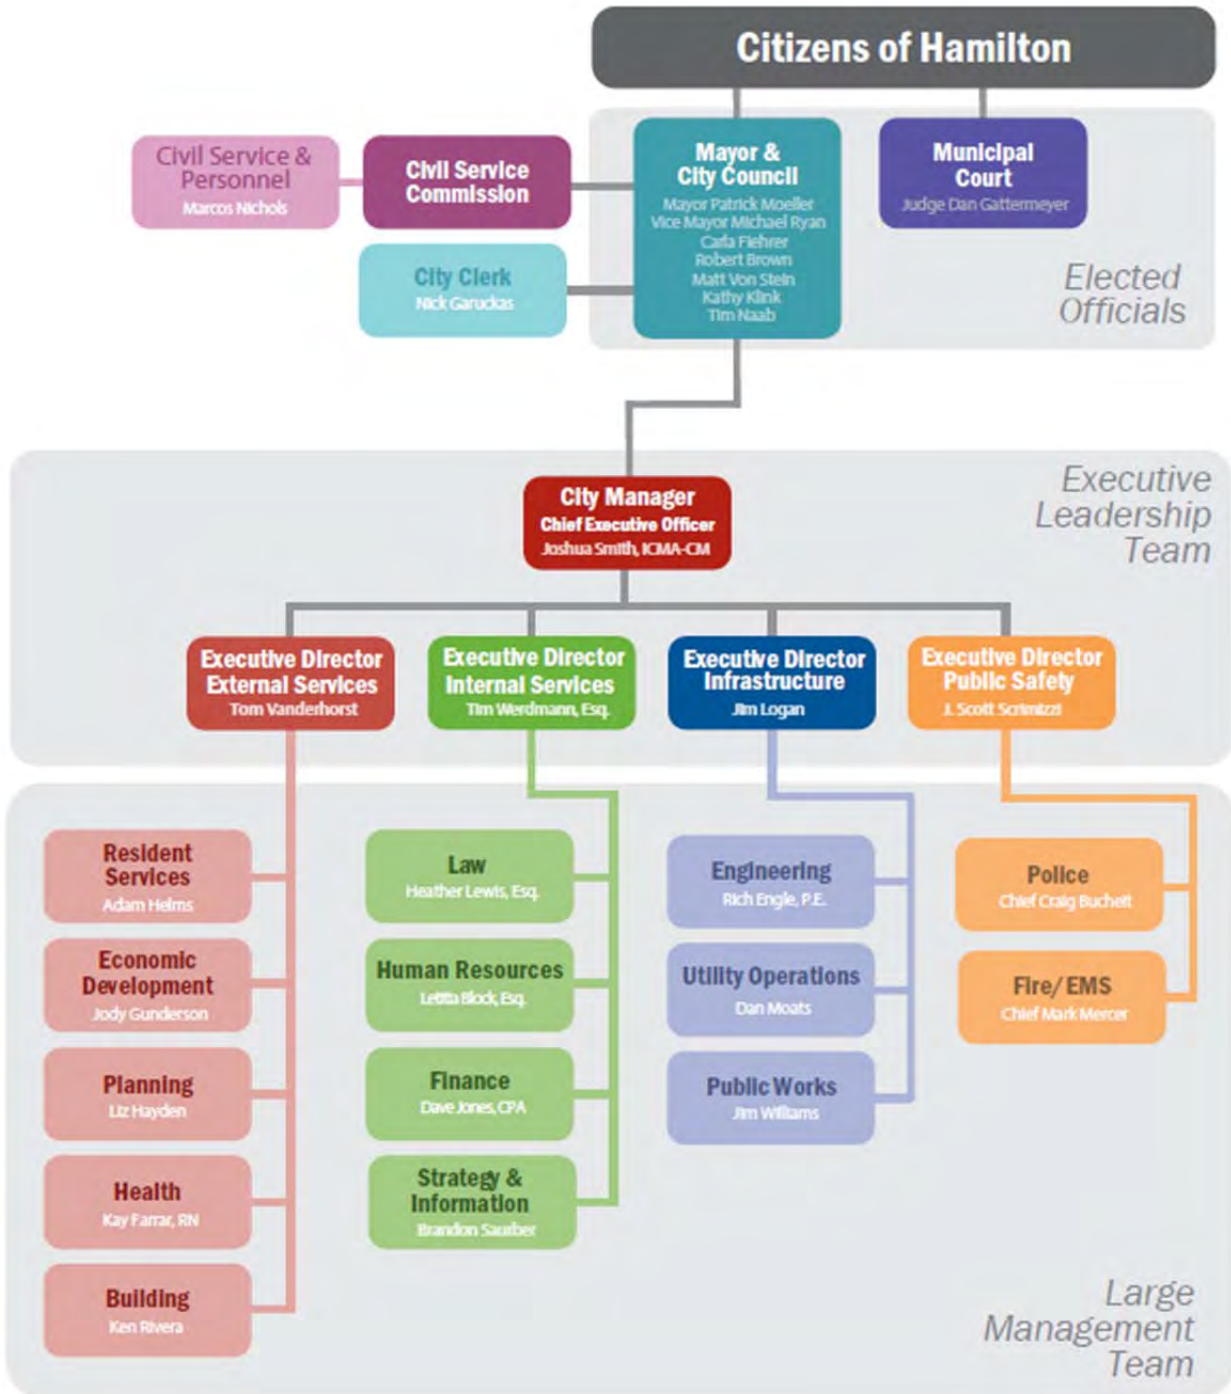 Citizens of Hamilton
Civil Service &
Personnel
Marcos Nichols
Civil Service
Commission
City Clerk
Nick Garuckas
Mayor &
City Council
Mayor Patrick Moeller
Vice Mayor Michael Ryan
Carla Fiehrer
Robert Brown
Matt Von Stein
Kathy Klink
Tim Naab
Municipal
Court
Judge Dan Gattermeyer
Elected
Officials
Executive
Leadership
Team
City Manager
Chief Executive Officer
Joshua Smith, ICMA-CM
Executive Director
External Services
Tom Vanderhorst
Executive Director
Internal Services
Tim Werdmann, Esq.
Executive Director
Infrastructure
Jim Logan
Executive Director
Public Safety
J. Scott Scrimizzi
Resident
Services
Adam Helms
Economic
Development
Jody Gunderson
Planning
Liz Hayden
Health
Kay Farrar, RN
Building
Ken Rivera
Law
Heather Lewis, Esq.
Human Resources
Letitia Block, Esq.
Finance
Dave Jones, CPA
Strategy &
Information
Brandon Saurber
Engineering
Rich Engle, P.E.
Utility Operations
Dan Moats
Public Works
Jim Williams
Police
Chief Craig Bucheit
Fire/EMS
Chief Mark Mercer
Large
Management
Team